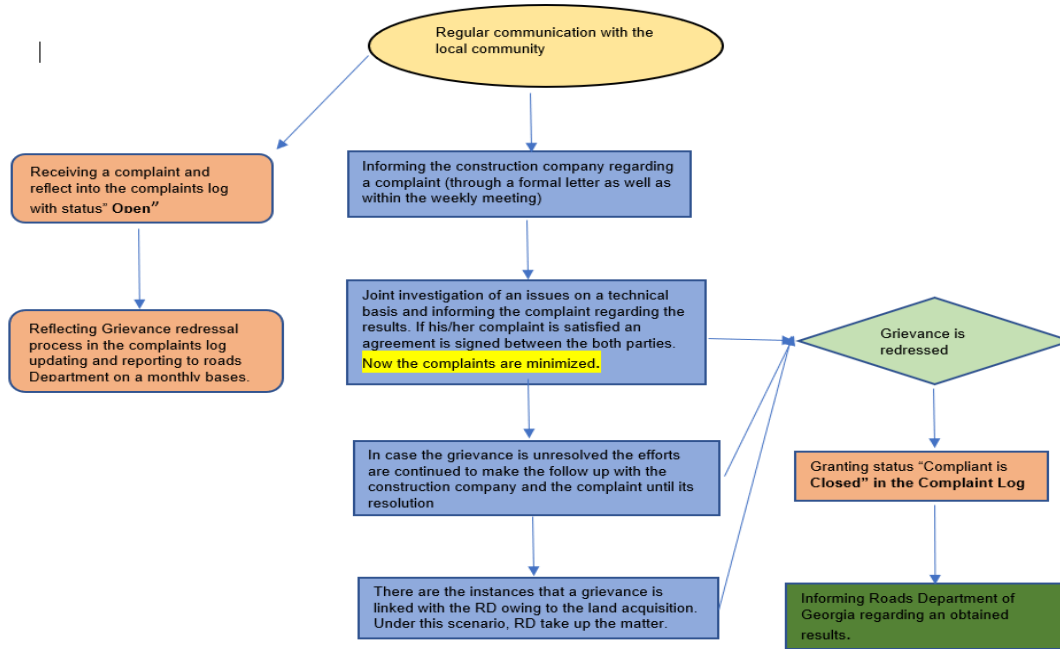 Regular communication with the
local community
Receiving a complaint and
reflect into the complaints log
with status” Open”
Informing the construction company regarding
a complaint (through a formal letter as well as
within the weekly meeting)
Joint investigation of an issues on a technical
basis and informing the complaint regarding the
results. If his/her complaint is satisfied an
agreement is signed between the both parties.
Now the complaints are minimized.
Reflecting Grievance redressal
process in the complaints log
updating and reporting to roads
Department on a monthly bases.
Grievance is
redressed
In case the grievance is unresolved the efforts
are continued to make the follow up with the
construction company and the complaint until its
resolution
Granting status “Compliant is
Closed” in the Complaint Log
There are the instances that a grievance is
linked with the RD owing to the land acquisition.
Under this scenario, RD take up the matter.
Informing Roads Department of
Georgia regarding an obtained
results.